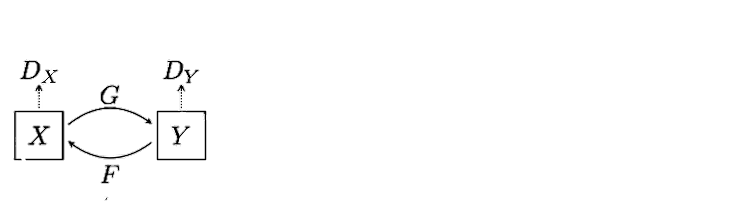 D_X D_Y
G
X Y
F